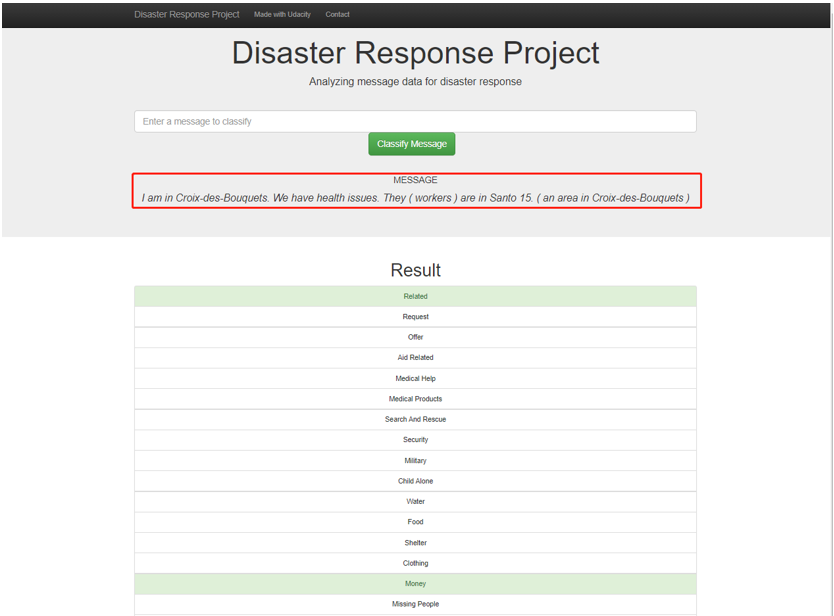 Disaster Response Project Made with Udacity Contact
Disaster Response Project
Analyzing message data for disaster response
Enter a message to classify
Classify Message
MESSAGE
I am in Croix-des-Bouquets. We have health issues. They ( workers ) are in Santo 15. ( an area in Croix-des-Bouquets )
Result
Related
Request
Offer
Aid Related
Medical Help
Medical Products
Search And Rescue
Security
Military
Child Alone
Water
Food
Shelter
Clothing
Money
Missing People